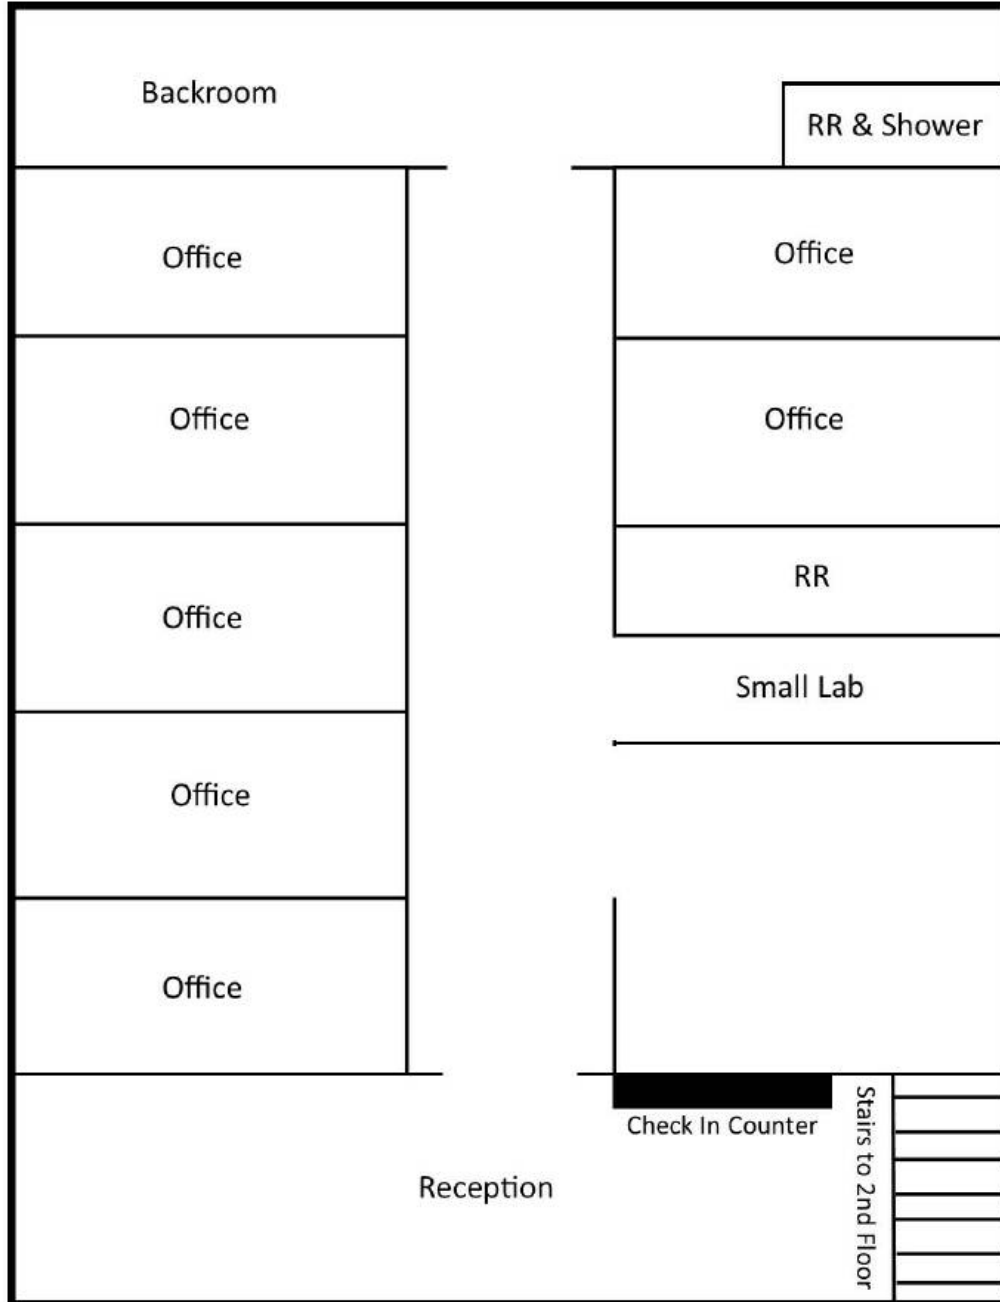 Backroom
RR & Shower
Office
Office
Office
Office
Office
RR
Small Lab
Office
Office
Check In Counter
Stairs to 2nd Floor
Reception